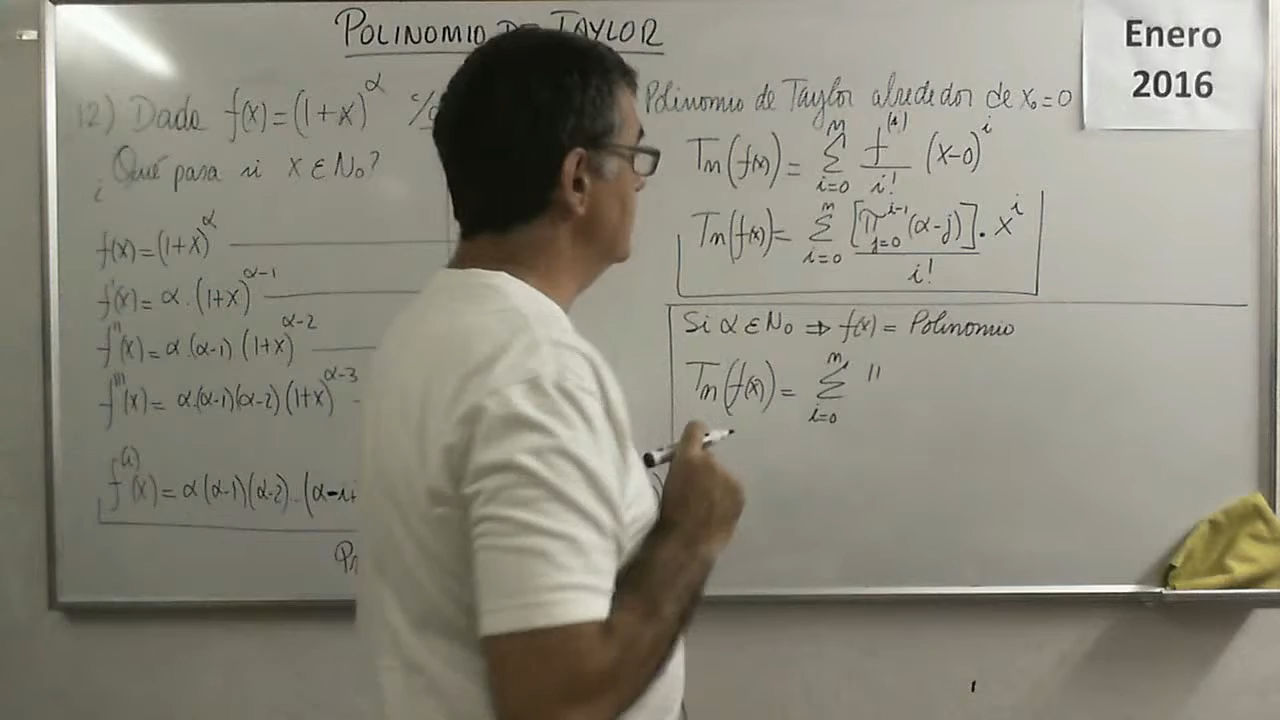 POLINOMIO DE TAYLOR
Enero
2016
12) Dada f(x)=(1+x)^α
¿Qué pasa si x ∈ N₀?
f(x)=(1+x)^α
f'(x)= α.(1+x)^α-1
f''(x)= α.(α-1)(1+x)^α-2
f'''(x)= α.(α-1)(α-2)(1+x)^α-3
f^(i)(x)= α(α-1)(α-2)..(α-i+
Polinomio de Taylor alrededor de x₀=0
Tn(f(x))= Σ_{i=0}^{n} f^(i)/i! (x-0)^i
Tn(f(x))= Σ_{i=0}^{n} [π_{j=0}^{i-1}(α-j)]/i! . x^i
Si α ∈ N₀ ⇒ f(x) = Polinomio
Tn(f(x))= Σ_{i=0}^{n} "